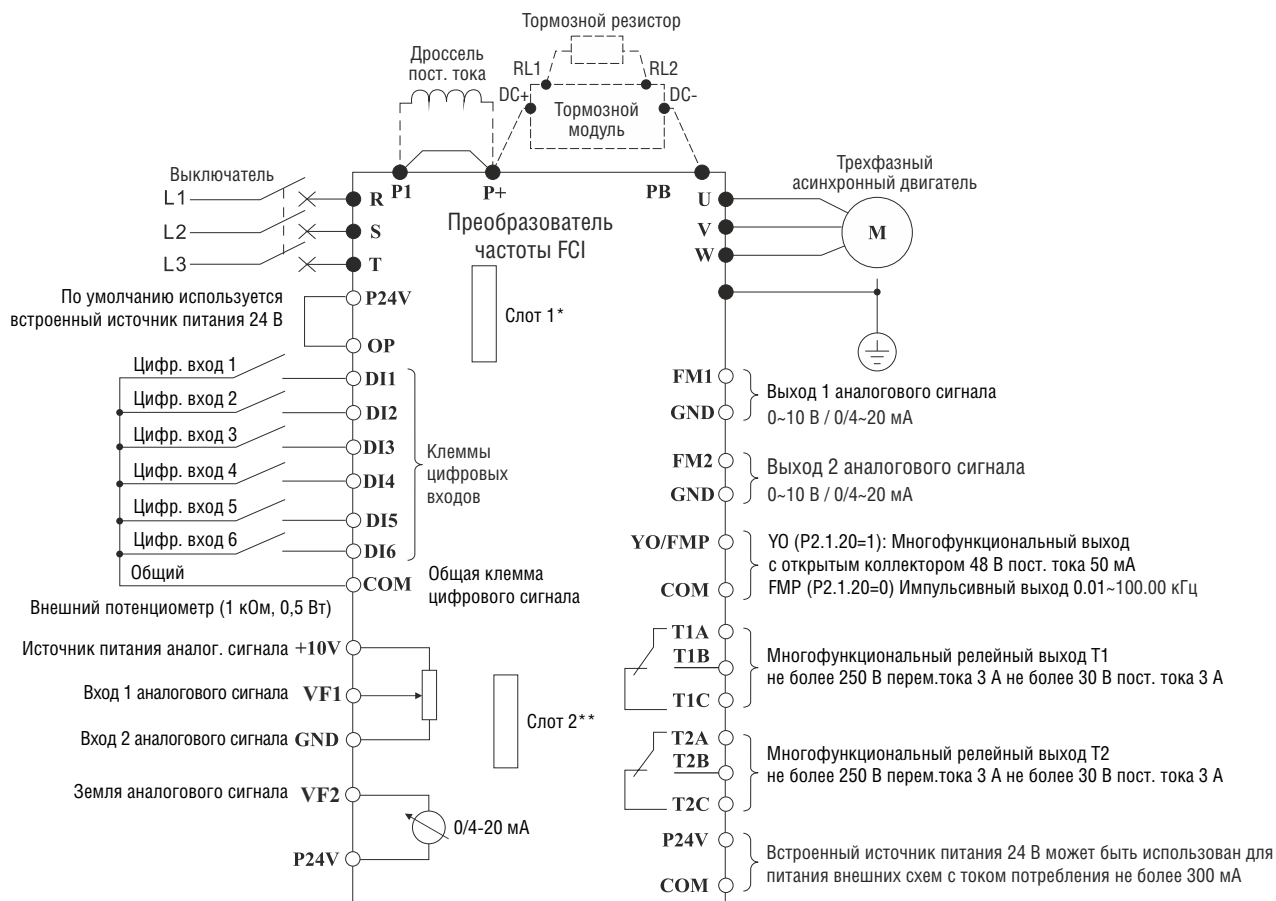 Тормозной резистор
Дроссель
пост. тока
RL1
RL2
DC+
DC-
Тормозной
модуль
Выключатель
Трехфазный
асинхронный двигатель
P1
P+
PB
L1
R
U
L2
S
V
M
L3
T
W
Преобразователь
частоты FCI
По умолчанию используется
встроенный источник питания 24 В
P24V
OP
Слот 1*
Цифр. вход 1
DI1
Цифр. вход 2
DI2
Цифр. вход 3
DI3
Цифр. вход 4
DI4
Цифр. вход 5
DI5
Цифр. вход 6
DI6
Клеммы
цифровых
входов
Общий
COM
Общая клемма
цифрового сигнала
Внешний потенциометр (1 кОм, 0,5 Вт)
Источник питания аналог. сигнала +10V
Вход 1 аналогового сигнала VF1
Вход 2 аналогового сигнала GND
Земля аналогового сигнала VF2
0/4-20 мА
P24V
Слот 2**
FM1
GND
Выход 1 аналогового сигнала
0~10 В / 0/4~20 мА
FM2
GND
Выход 2 аналогового сигнала
0~10 В / 0/4~20 мА
YO/FMP
COM
YO (P2.1.20=1): Многофункциональный выход
с открытым коллектором 48 В пост. тока 50 мА
FMP (P2.1.20=0) Импульсивный выход 0.01~100.00 кГц
T1A
T1B
T1C
Многофункциональный релейный выход T1
не более 250 В перем.тока 3 А не более 30 В пост. тока 3 А
T2A
T2B
T2C
Многофункциональный релейный выход T2
не более 250 В перем.тока 3 А не более 30 В пост. тока 3 А
P24V
COM
Встроенный источник питания 24 В может быть использован для
питания внешних схем с током потребления не более 300 мА